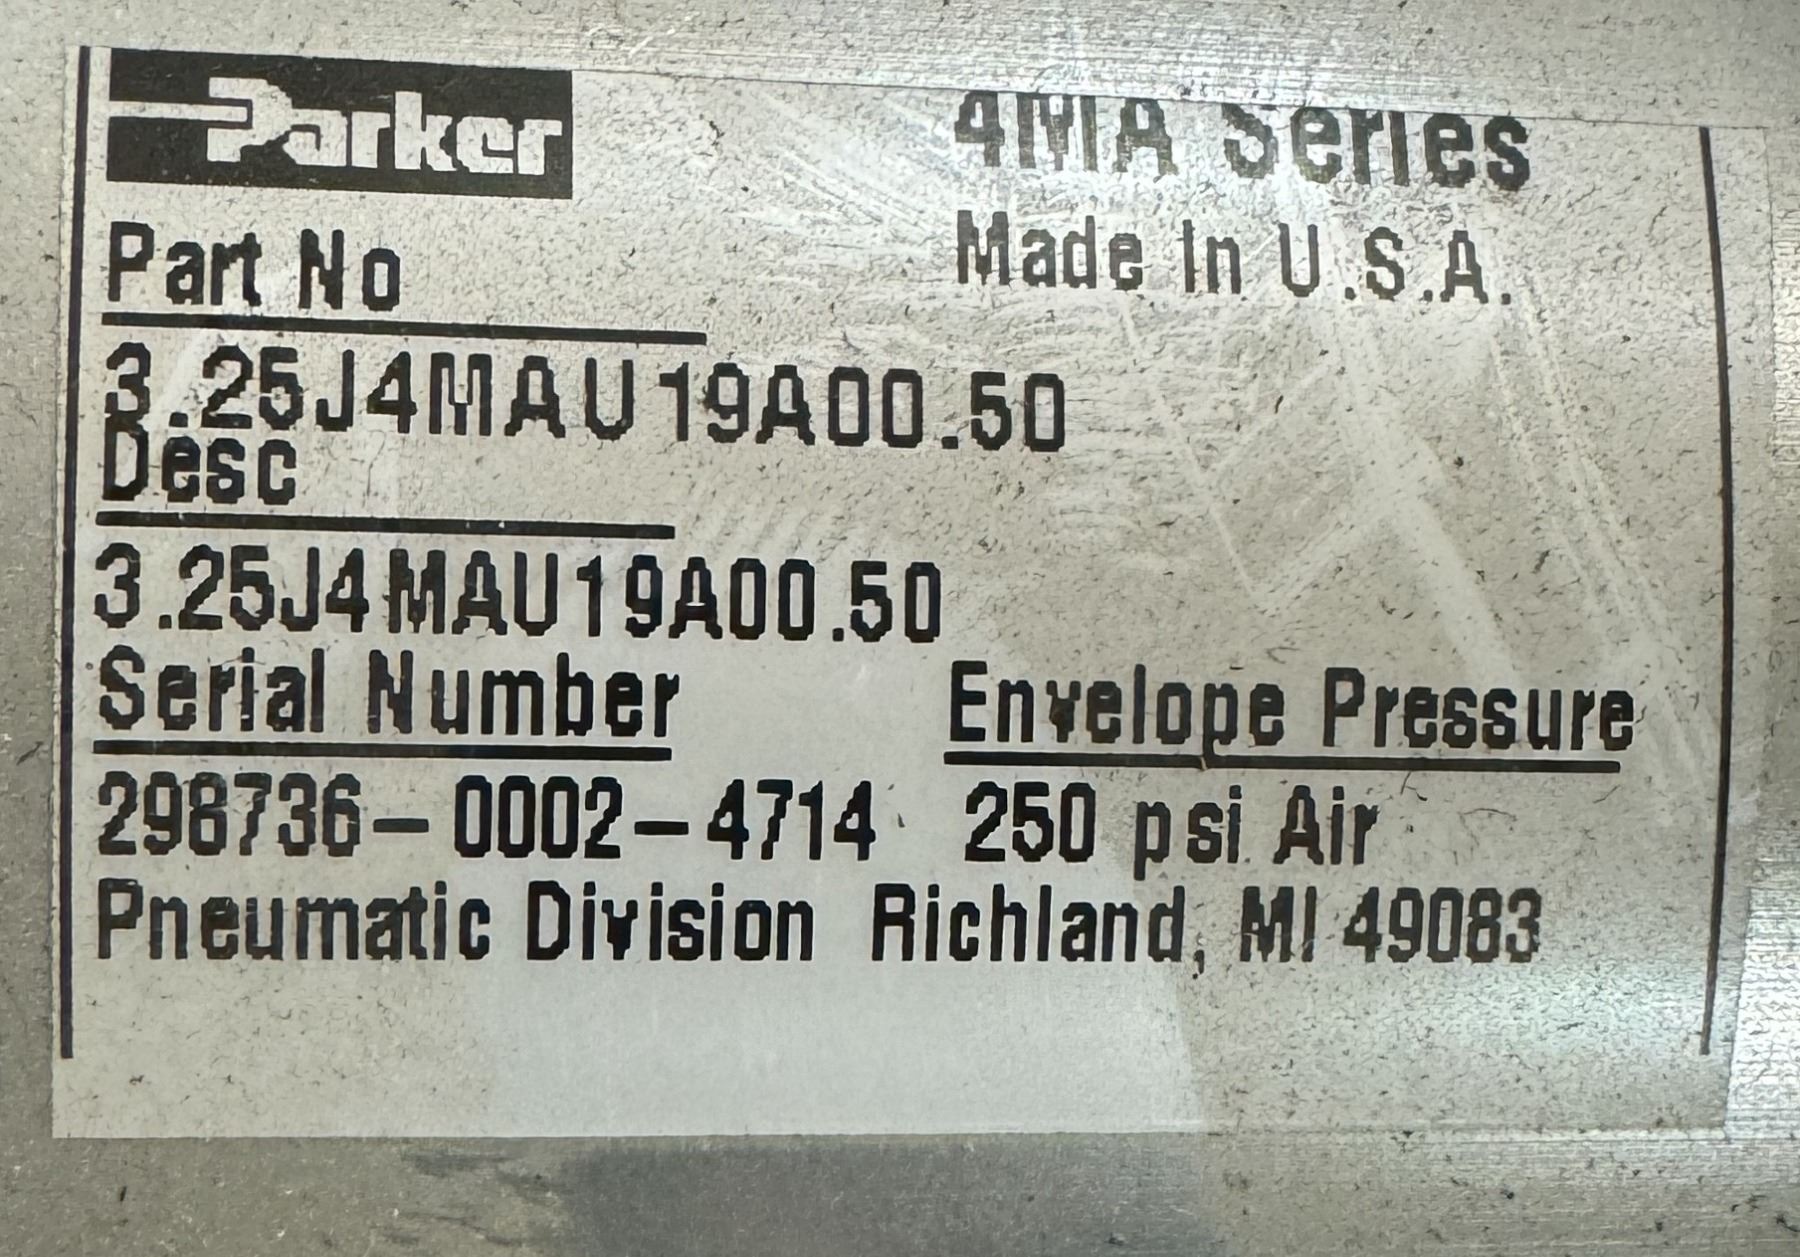 Parker 4MA Series
Part No Made In U.S.A.
3.25J4MAU19A00.50
Desc
3.25J4MAU19A00.50
Serial Number Envelope Pressure
298736-0002-4714 250 psi Air
Pneumatic Division Richland, MI 49083